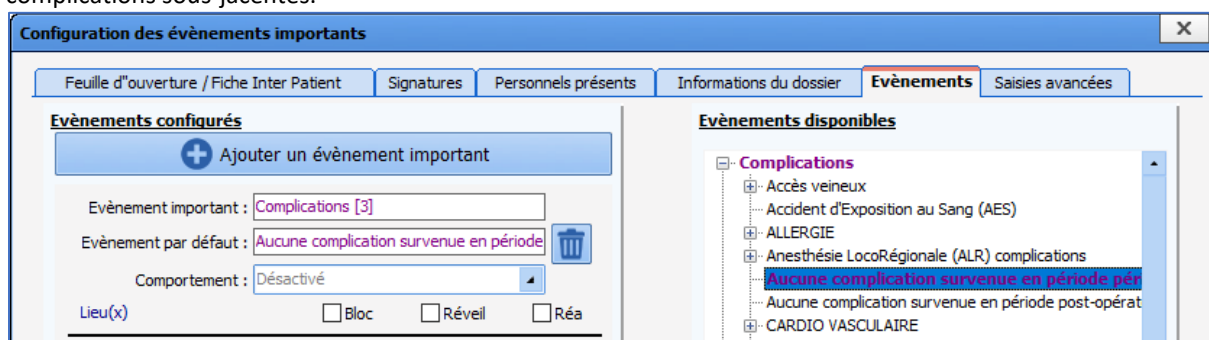 complications sous-jacentes.
Configuration des évènements importants
Feuille d"ouverture / Fiche Inter Patient
Signatures
Personnels présents
Informations du dossier
Evènements
Saisies avancées
Evènements configurés
Ajouter un évènement important
Evènement important : Complications [3]
Evènement par défaut : Aucune complication survenue en période
Comportement : Désactivé
Lieu(x) Bloc Réveil Réa
Evènements disponibles
Complications
Accès veineux
Accident d'Exposition au Sang (AES)
ALLERGIE
Anesthésie LocoRégionale (ALR) complications
Aucune complication survenue en période pér
Aucune complication survenue en période post-opérat
CARDIO VASCULAIRE